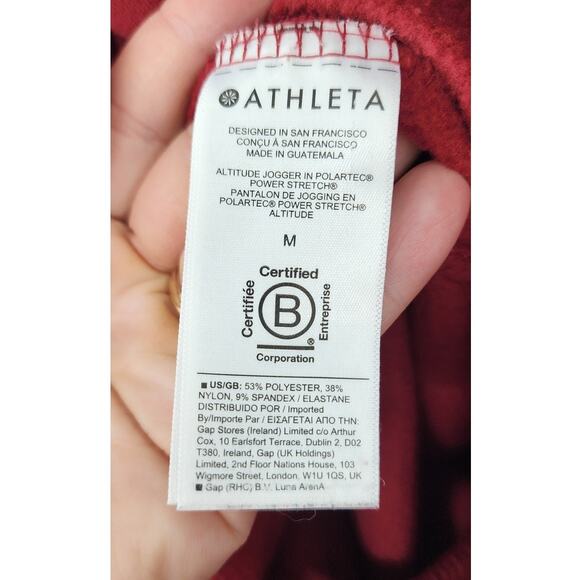 ATHLETA
DESIGNED IN SAN FRANCISCO
CONÇU À SAN FRANCISCO
MADE IN GUATEMALA
ALTITUDE JOGGER IN POLARTEC®
POWER STRETCH®
PANTALON DE JOGGING EN
POLARTEC® POWER STRETCH®
ALTITUDE
M
Certified
Certifiée
B
Entreprise
®
Corporation
■ US/GB: 53% POLYESTER, 38%
NYLON, 9% SPANDEX / ELASTANE
DISTRIBUIDO POR / Imported
By/Importe Par / ΕΙΣΑΓΕΤΑΙ ΑΠΟ ΤΗΝ:
Gap Stores (Ireland) Limited c/o Arthur
Cox, 10 Earlsfort Terrace, Dublin 2, D02
T380, Ireland, Gap (UK Holdings)
Limited, 2nd Floor Nations House, 103
Wigmore Street, London, W1U 1QS, UK
■ Gap (RHC) B.V. Luna ArenA